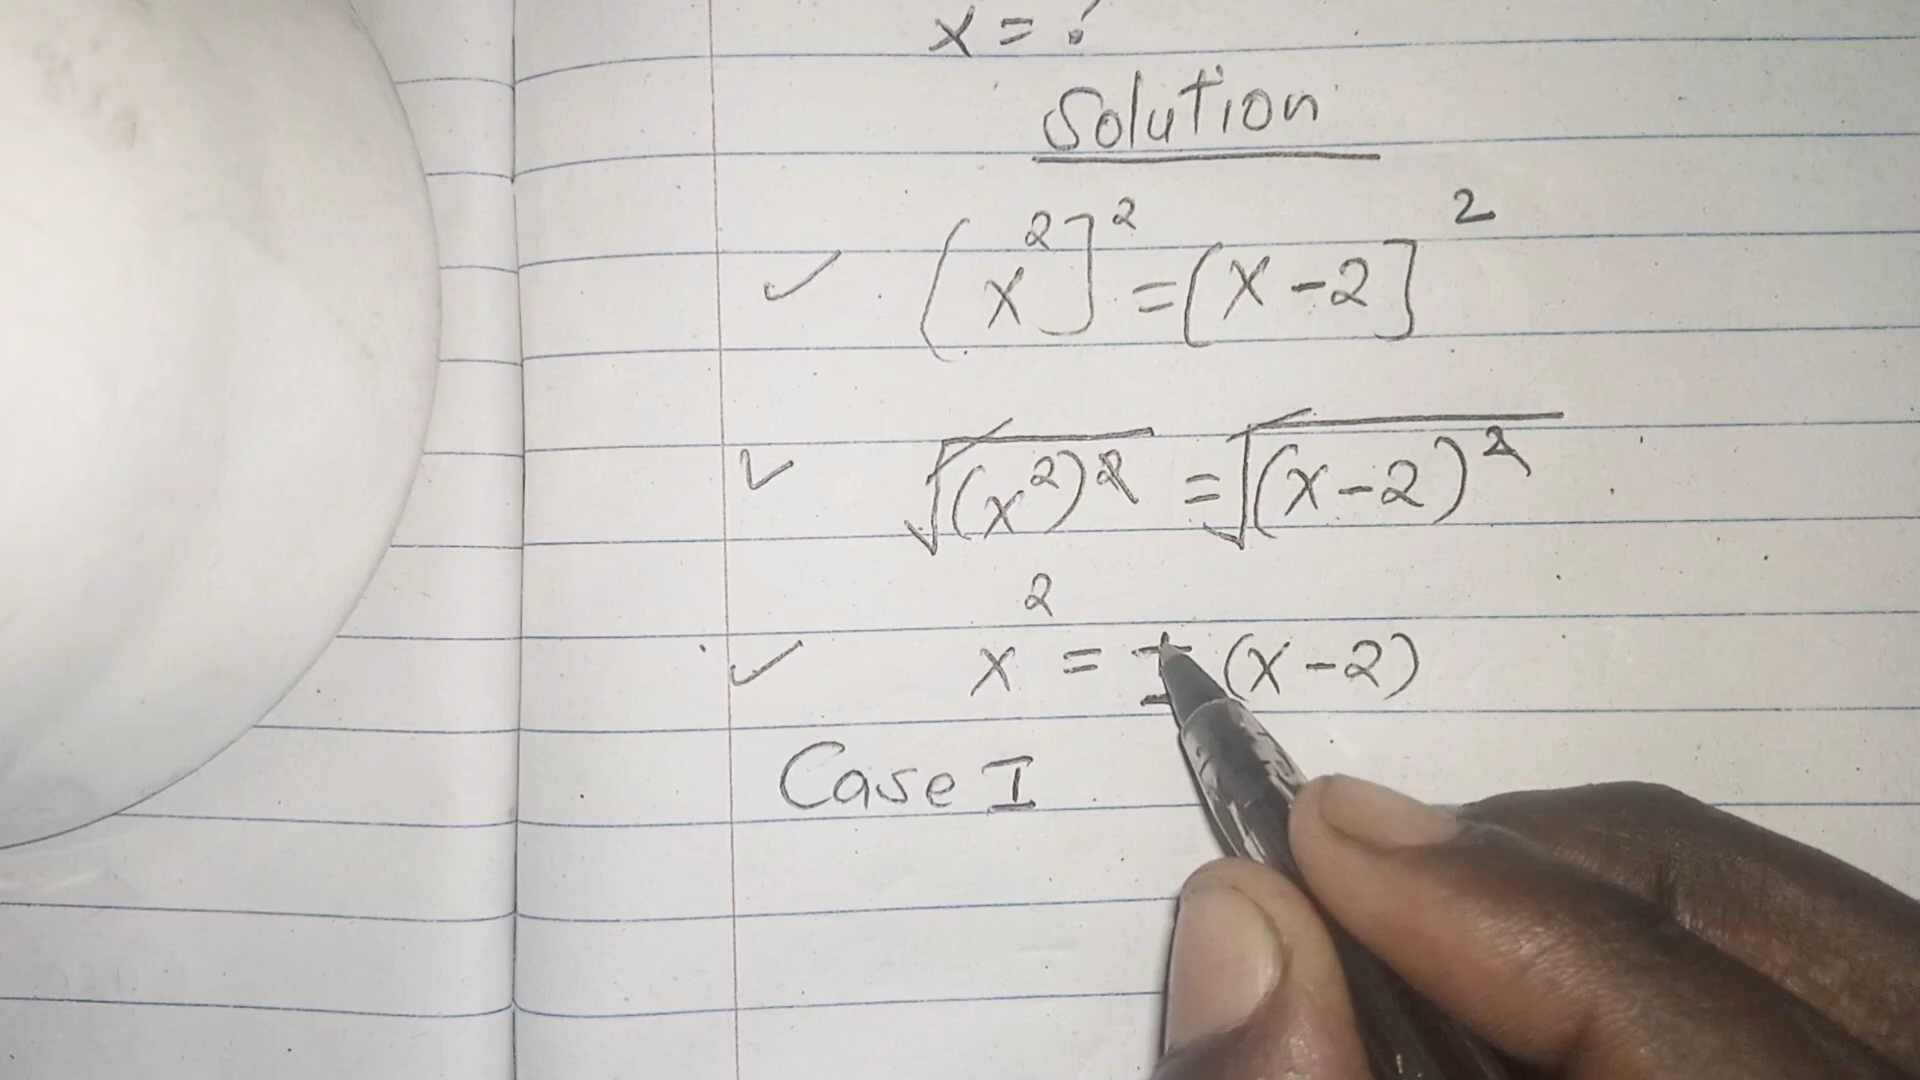 x = ?
Solution
[x²]² = [x-2]²
√(x²)² = √(x-2)²
x² = ±(x-2)
Case I